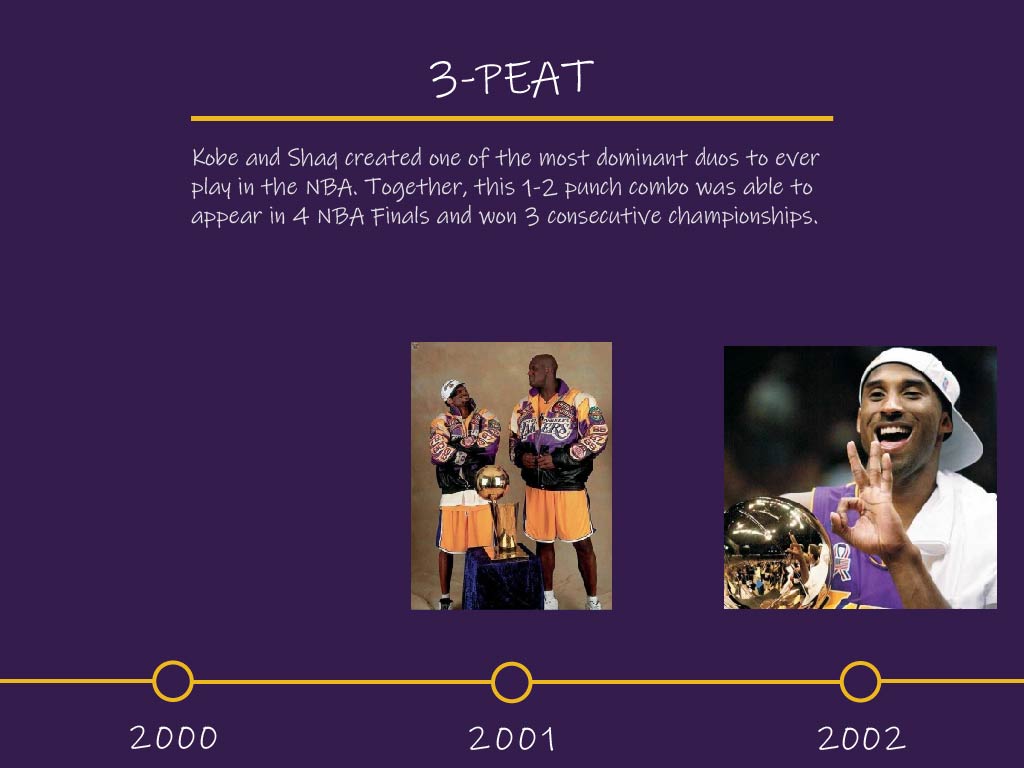 3-PEAT
Kobe and Shaq created one of the most dominant duos to ever
play in the NBA. Together, this 1-2 punch combo was able to
appear in 4 NBA Finals and won 3 consecutive championships.
LAKERS
2000
2001
2002